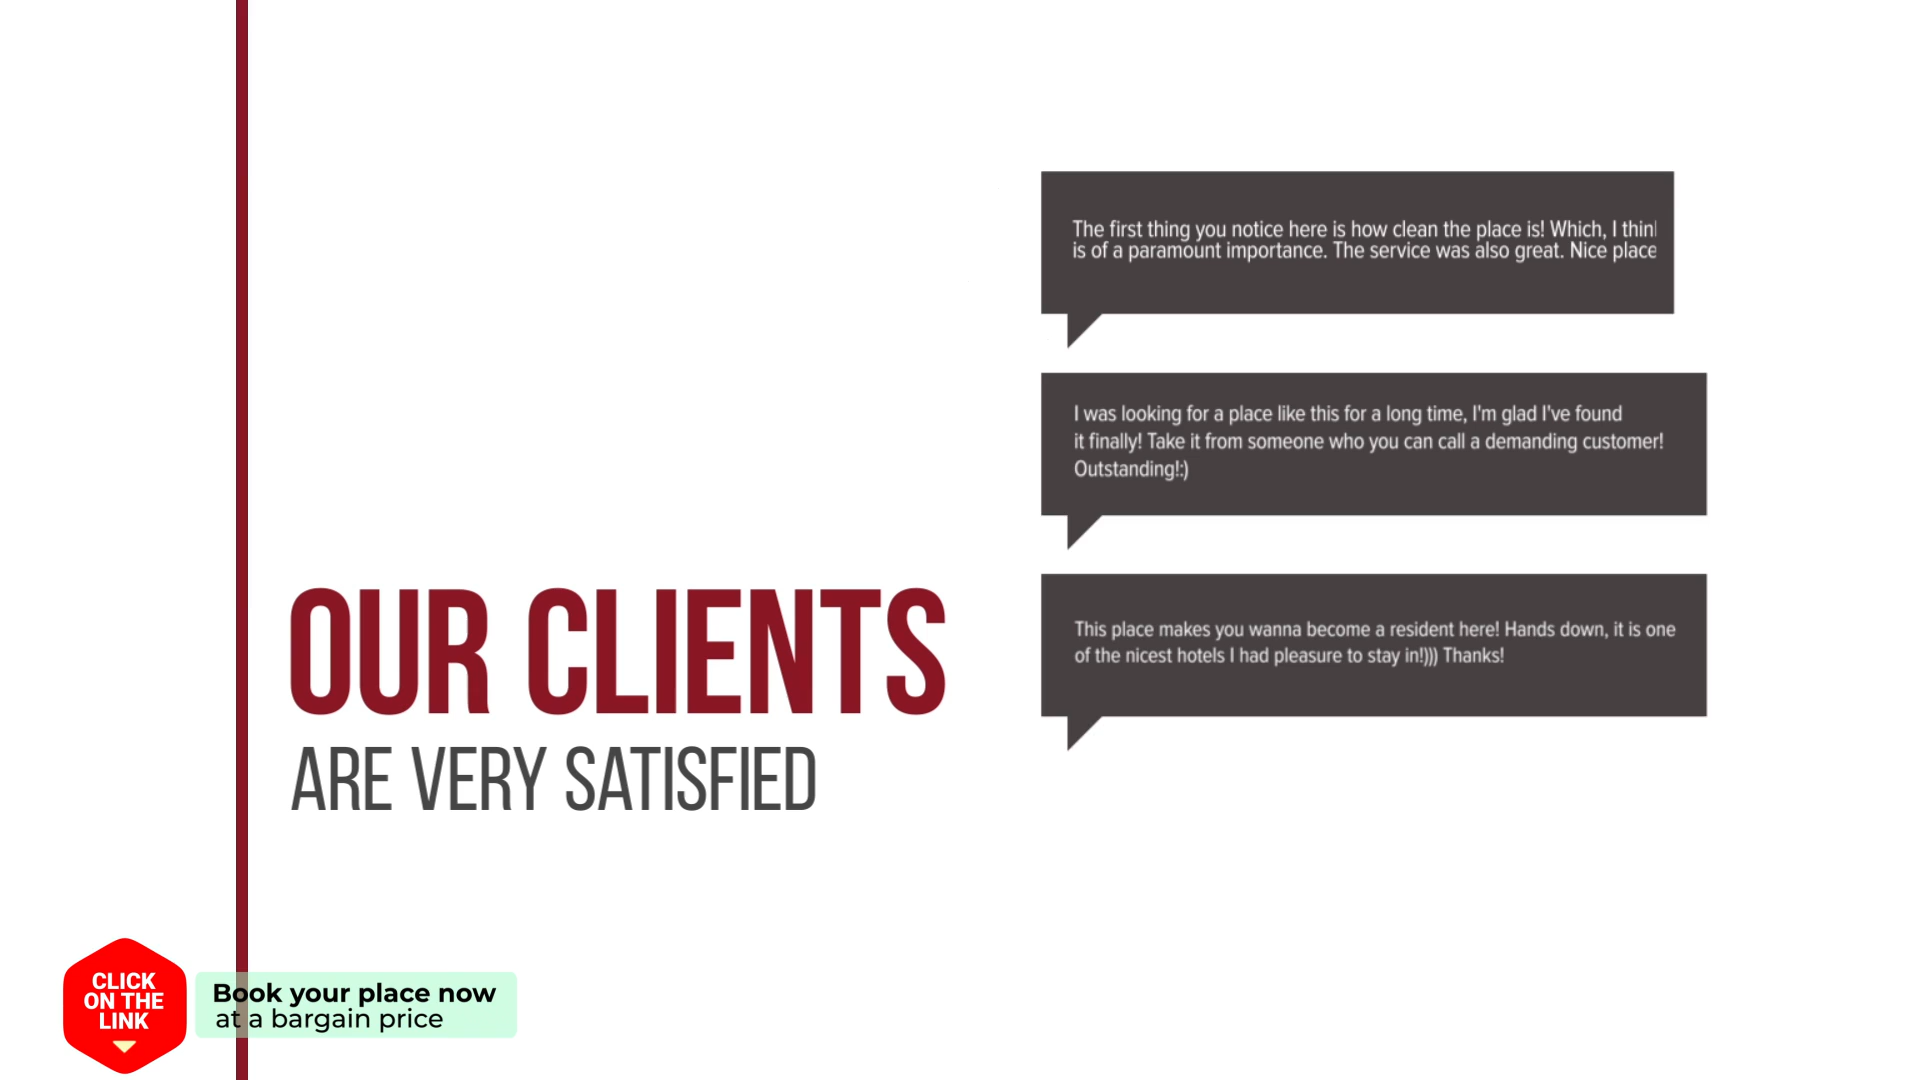 The first thing you notice here is how clean the place is! Which, I
is of a paramount importance. The service was also great. Nice place
I was looking for a place like this for a long time, I'm glad I've found
it finally! Take it from someone who you can call a demanding customer!
Outstanding!:)
This place makes you wanna become a resident here! Hands down, it is one
of the nicest hotels I had pleasure to stay in!))) Thanks!
OUR CLIENTS
ARE VERY SATISFIED
CLICK
ON THE
LINK
Book your place now
at a bargain price